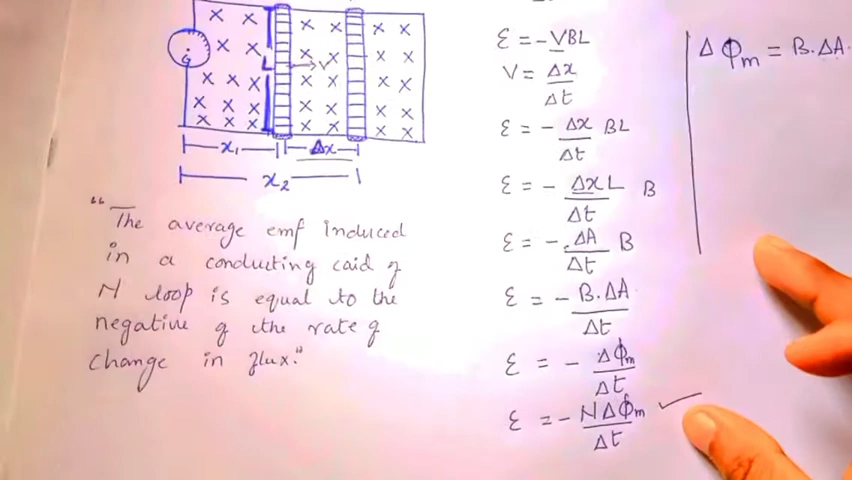 G
L
→ V
x₁
Δx
x₂
"The average emf induced
in a conducting coid of
N loop is equal to the
negative of the rate of
change in flux."
ε = -VBL
V = Δx/Δt
ε = - Δx/Δt BL
ε = - ΔxL/Δt B
ε = - ΔA/Δt B
ε = - B.ΔA/Δt
ε = - Δϕm/Δt
ε = - NΔϕm/Δt ✓
Δϕm = B.ΔA